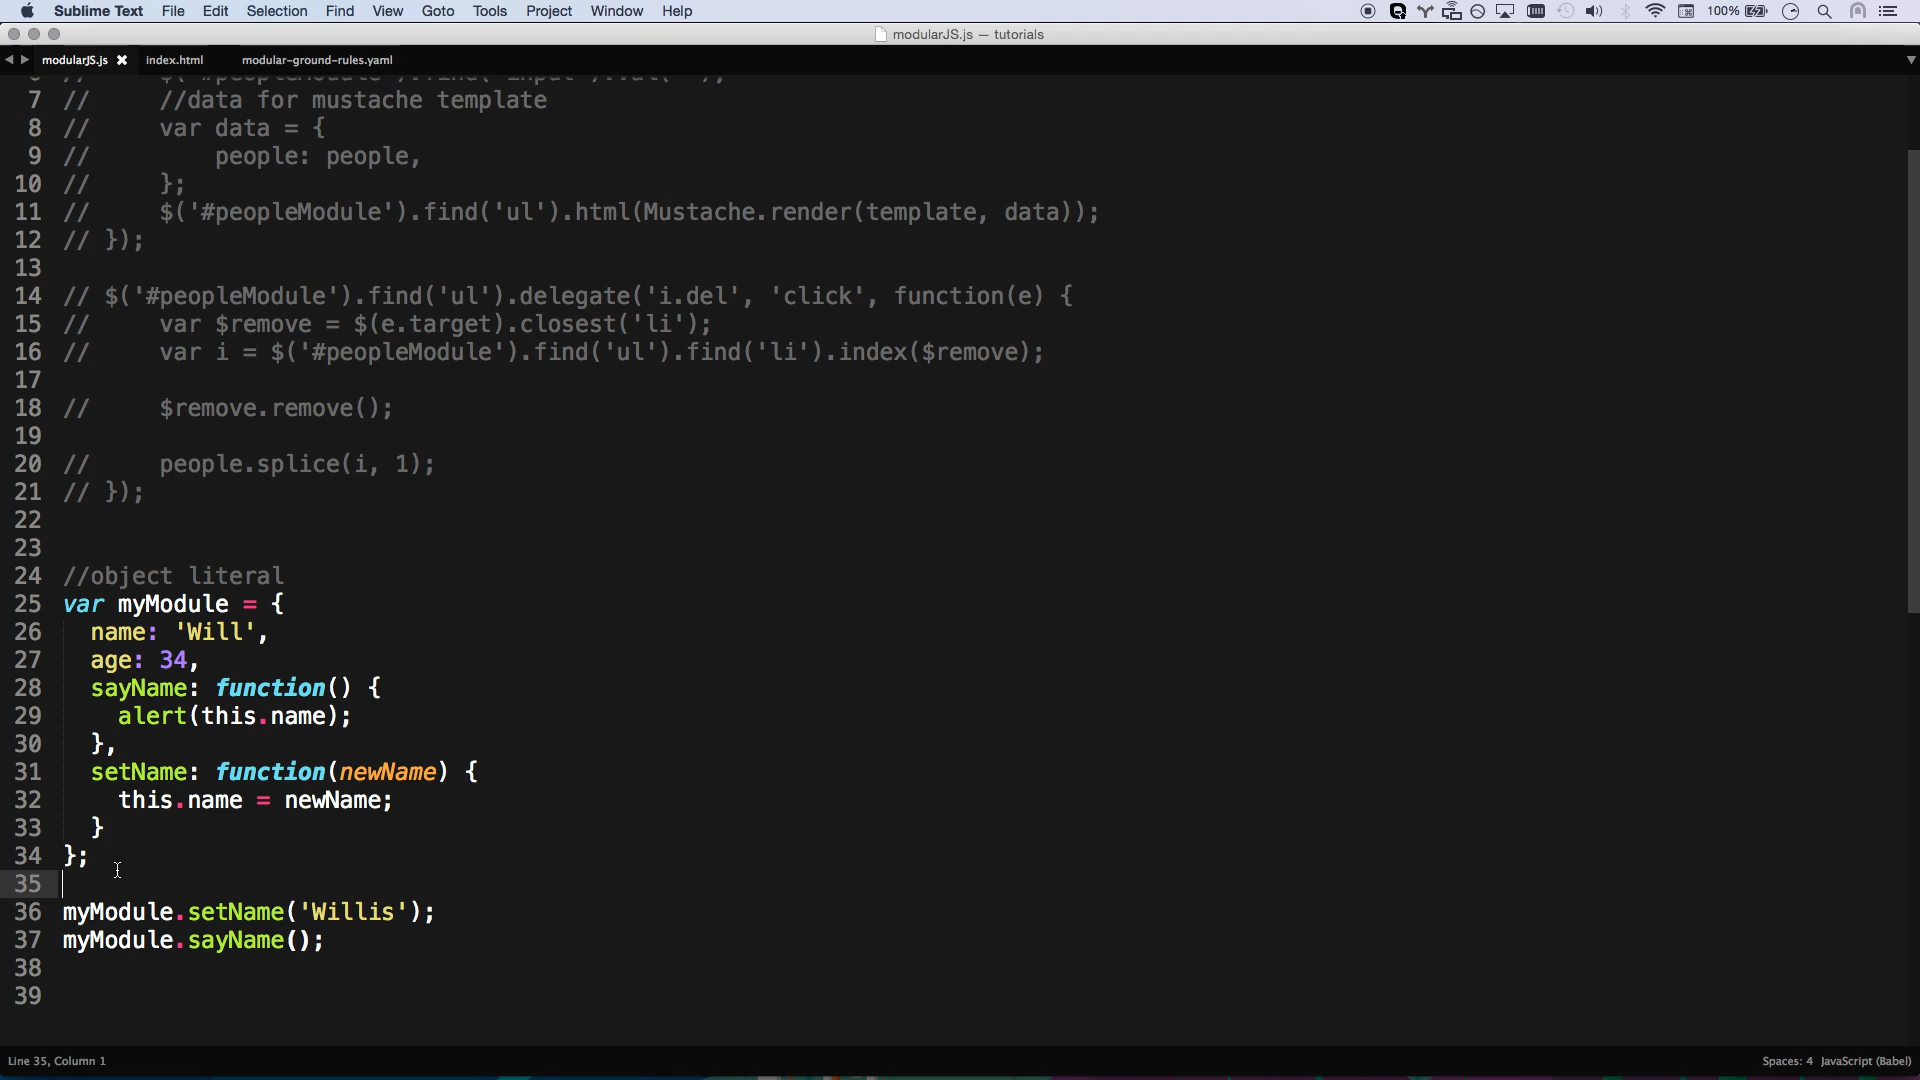 Sublime Text File Edit Selection Find View Goto Tools Project Window Help 100%
modularJS.js — tutorials
modularJS.js index.html modular-ground-rules.yaml
7 // //data for mustache template
8 // var data = {
9 // people: people,
10 // };
11 // $('#peopleModule').find('ul').html(Mustache.render(template, data));
12 // });
13
14 // $('#peopleModule').find('ul').delegate('i.del', 'click', function(e) {
15 // var $remove = $(e.target).closest('li');
16 // var i = $('#peopleModule').find('ul').find('li').index($remove);
17
18 // $remove.remove();
19
20 // people.splice(i, 1);
21 // });
22
23
24 //object literal
25 var myModule = {
26 name: 'Will',
27 age: 34,
28 sayName: function() {
29 alert(this.name);
30 },
31 setName: function(newName) {
32 this.name = newName;
33 }
34 };
35
36 myModule.setName('Willis');
37 myModule.sayName();
38
39
Line 35, Column 1 Spaces: 4 JavaScript (Babel)